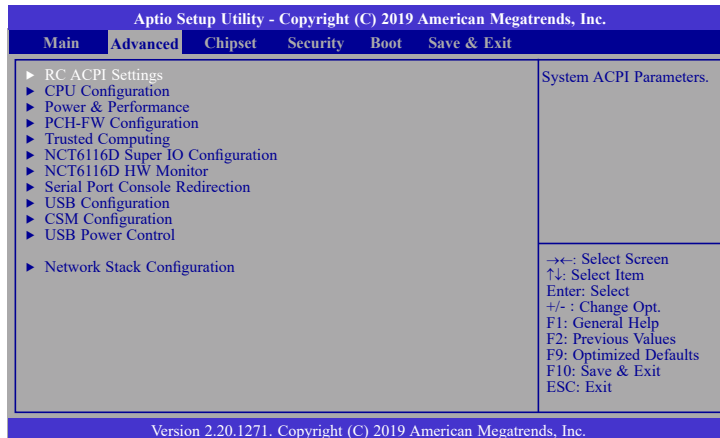 Aptio Setup Utility - Copyright (C) 2019 American Megatrends, Inc.
Main Advanced Chipset Security Boot Save & Exit
► RC ACPI Settings
► CPU Configuration
► Power & Performance
► PCH-FW Configuration
► Trusted Computing
► NCT6116D Super IO Configuration
► NCT6116D HW Monitor
► Serial Port Console Redirection
► USB Configuration
► CSM Configuration
► USB Power Control
► Network Stack Configuration
System ACPI Parameters.
→←: Select Screen
↑↓: Select Item
Enter: Select
+/- : Change Opt.
F1: General Help
F2: Previous Values
F9: Optimized Defaults
F10: Save & Exit
ESC: Exit
Version 2.20.1271. Copyright (C) 2019 American Megatrends, Inc.